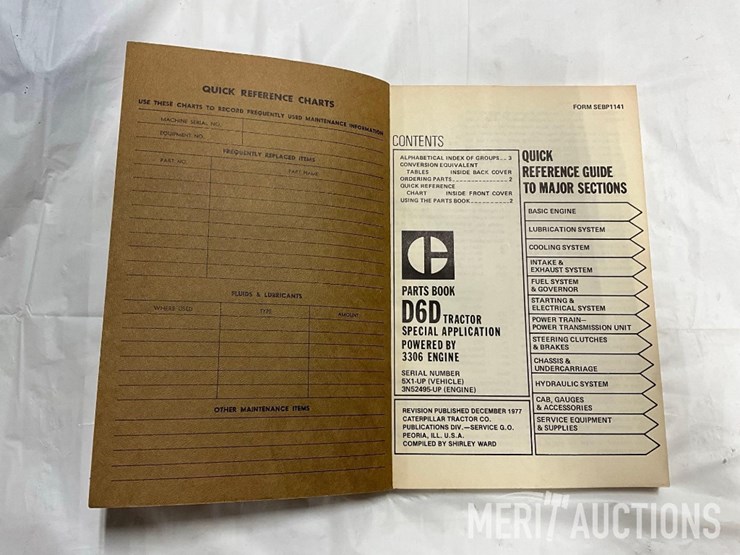 QUICK REFERENCE CHARTS
USE THESE CHARTS TO RECORD FREQUENTLY USED MAINTENANCE INFORMATION
MACHINE SERIAL NO.
EQUIPMENT NO.
FREQUENTLY REPLACED ITEMS
PART NO. PART NAME
FLUIDS & LUBRICANTS
WHERE USED TYPE AMOUNT
OTHER MAINTENANCE ITEMS
FORM SEBP1141
CONTENTS
ALPHABETICAL INDEX OF GROUPS__ 3
CONVERSION EQUIVALENT
TABLES INSIDE BACK COVER
ORDERING PARTS__________2
QUICK REFERENCE
CHART INSIDE FRONT COVER
USING THE PARTS BOOK________2
PARTS BOOK
D6D TRACTOR
SPECIAL APPLICATION
POWERED BY
3306 ENGINE
SERIAL NUMBER
5X1-UP (VEHICLE)
3N52495-UP (ENGINE)
REVISION PUBLISHED DECEMBER 1977
CATERPILLAR TRACTOR CO.
PUBLICATIONS DIV.—SERVICE G.O.
PEORIA, ILL. U.S.A.
COMPILED BY SHIRLEY WARD
QUICK
REFERENCE GUIDE
TO MAJOR SECTIONS
BASIC ENGINE
LUBRICATION SYSTEM
COOLING SYSTEM
INTAKE &
EXHAUST SYSTEM
FUEL SYSTEM
& GOVERNOR
STARTING &
ELECTRICAL SYSTEM
POWER TRAIN—
POWER TRANSMISSION UNIT
STEERING CLUTCHES
& BRAKES
CHASSIS &
UNDERCARRIAGE
HYDRAULIC SYSTEM
CAB, GAUGES
& ACCESSORIES
SERVICE EQUIPMENT
& SUPPLIES
MERIT AUCTIONS